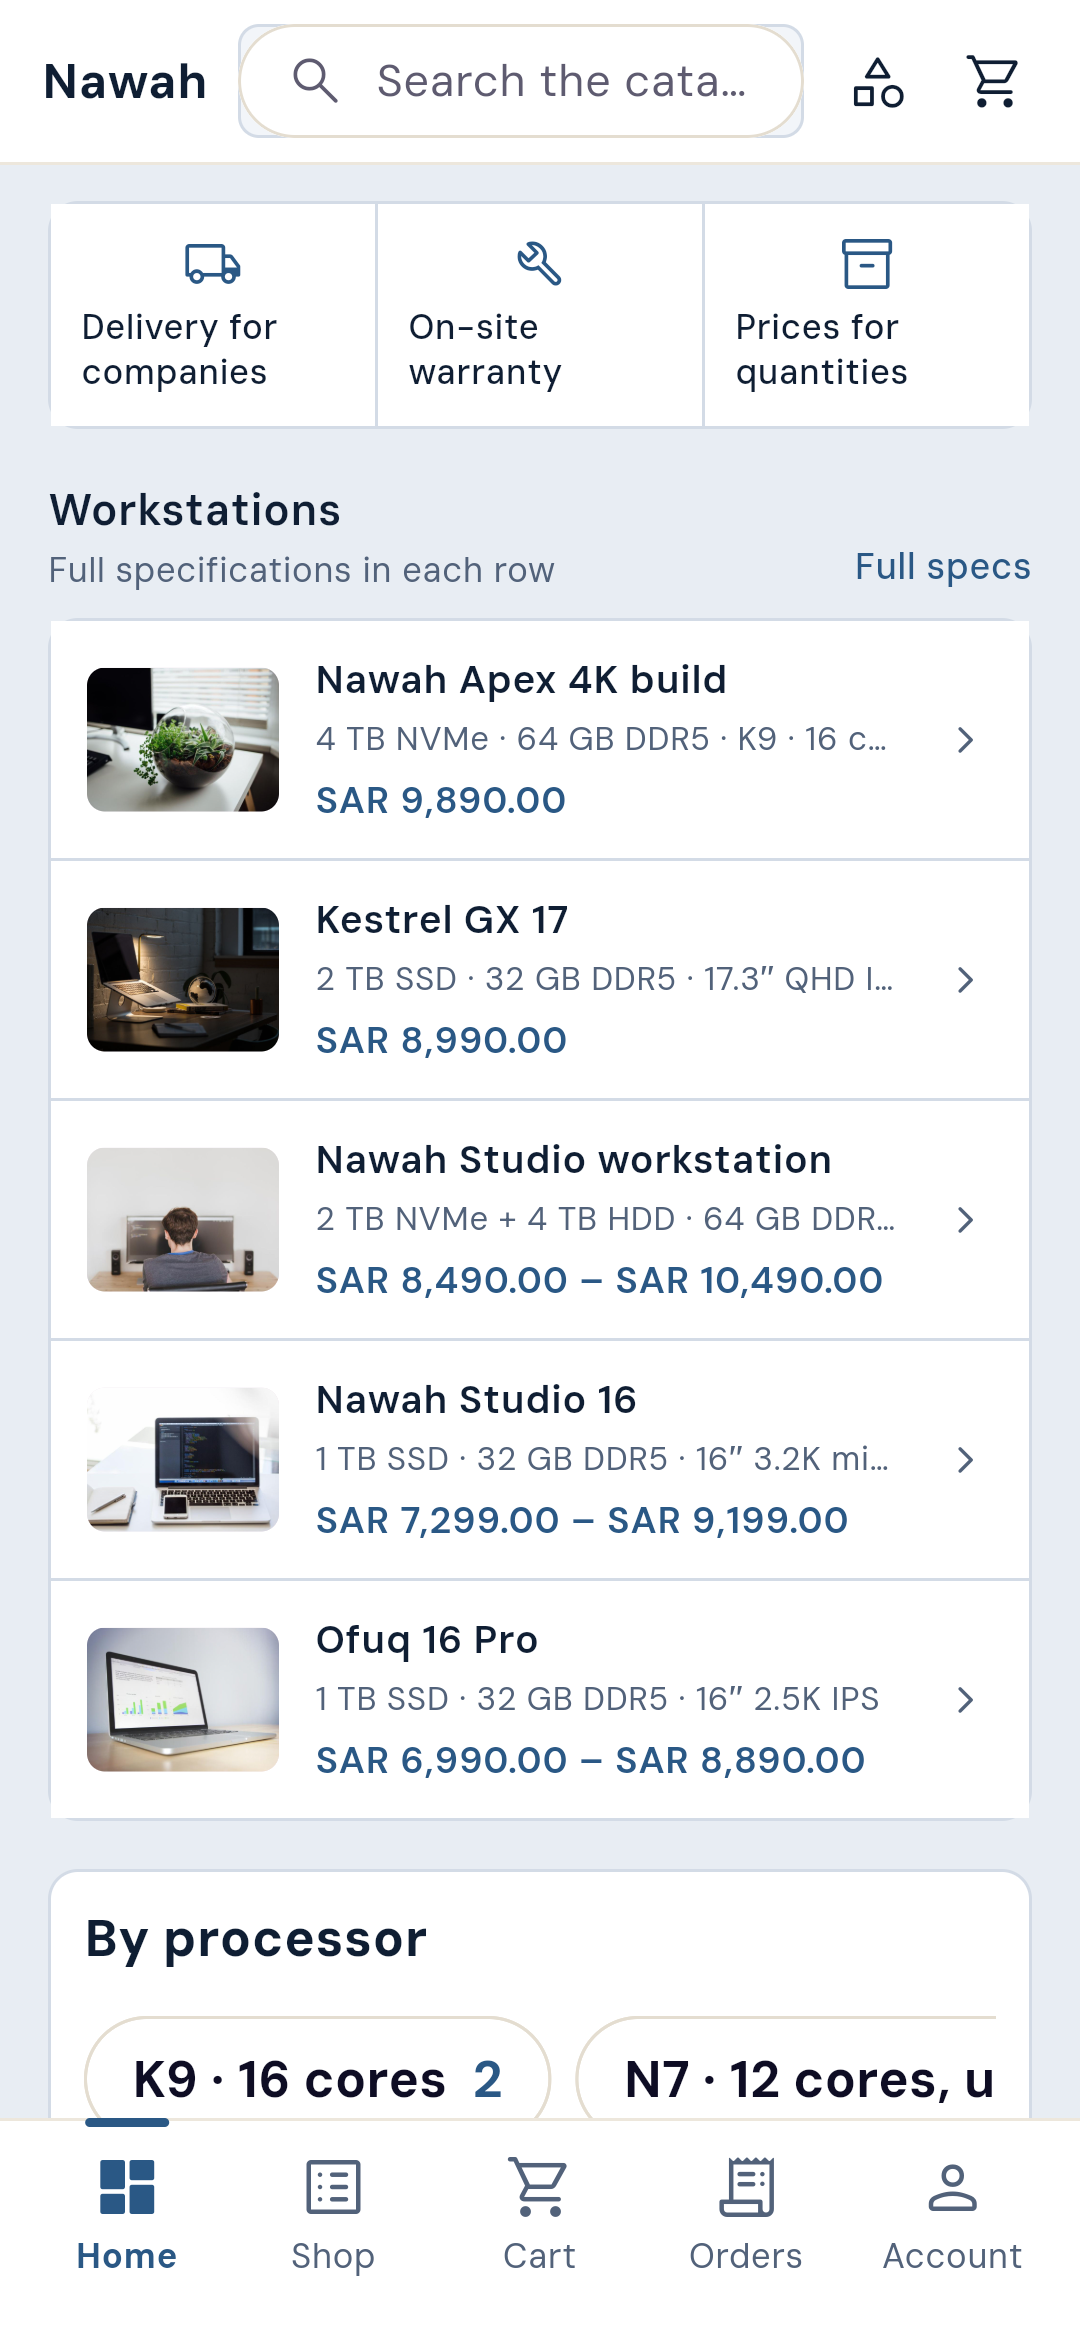 Nawah
Search the cata...
Delivery for
companies
On-site
warranty
Prices for
quantities
Workstations
Full specifications in each row
Full specs
Nawah Apex 4K build
4 TB NVMe · 64 GB DDR5 · K9 · 16 c...
SAR 9,890.00
Kestrel GX 17
2 TB SSD · 32 GB DDR5 · 17.3″ QHD I...
SAR 8,990.00
Nawah Studio workstation
2 TB NVMe + 4 TB HDD · 64 GB DDR...
SAR 8,490.00 – SAR 10,490.00
Nawah Studio 16
1 TB SSD · 32 GB DDR5 · 16″ 3.2K mi...
SAR 7,299.00 – SAR 9,199.00
Ofuq 16 Pro
1 TB SSD · 32 GB DDR5 · 16″ 2.5K IPS
SAR 6,990.00 – SAR 8,890.00
By processor
K9 · 16 cores 2
N7 · 12 cores, u
Home
Shop
Cart
Orders
Account